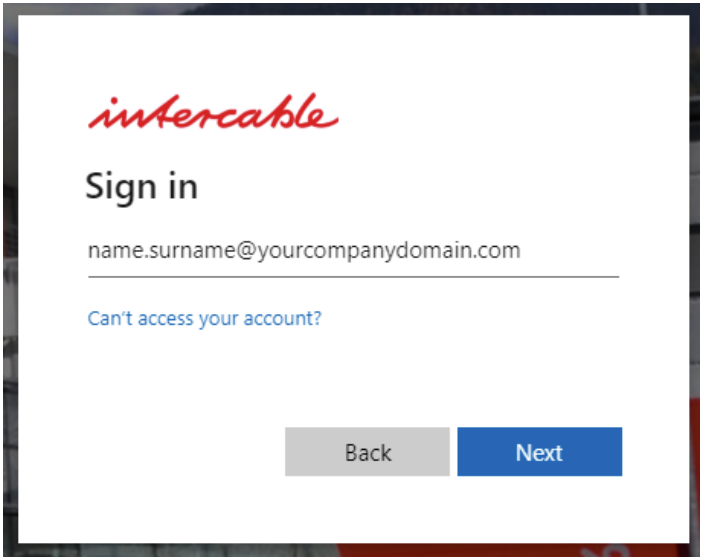 intercable
Sign in
name.surname@yourcompanydomain.com
Can't access your account?
Back
Next